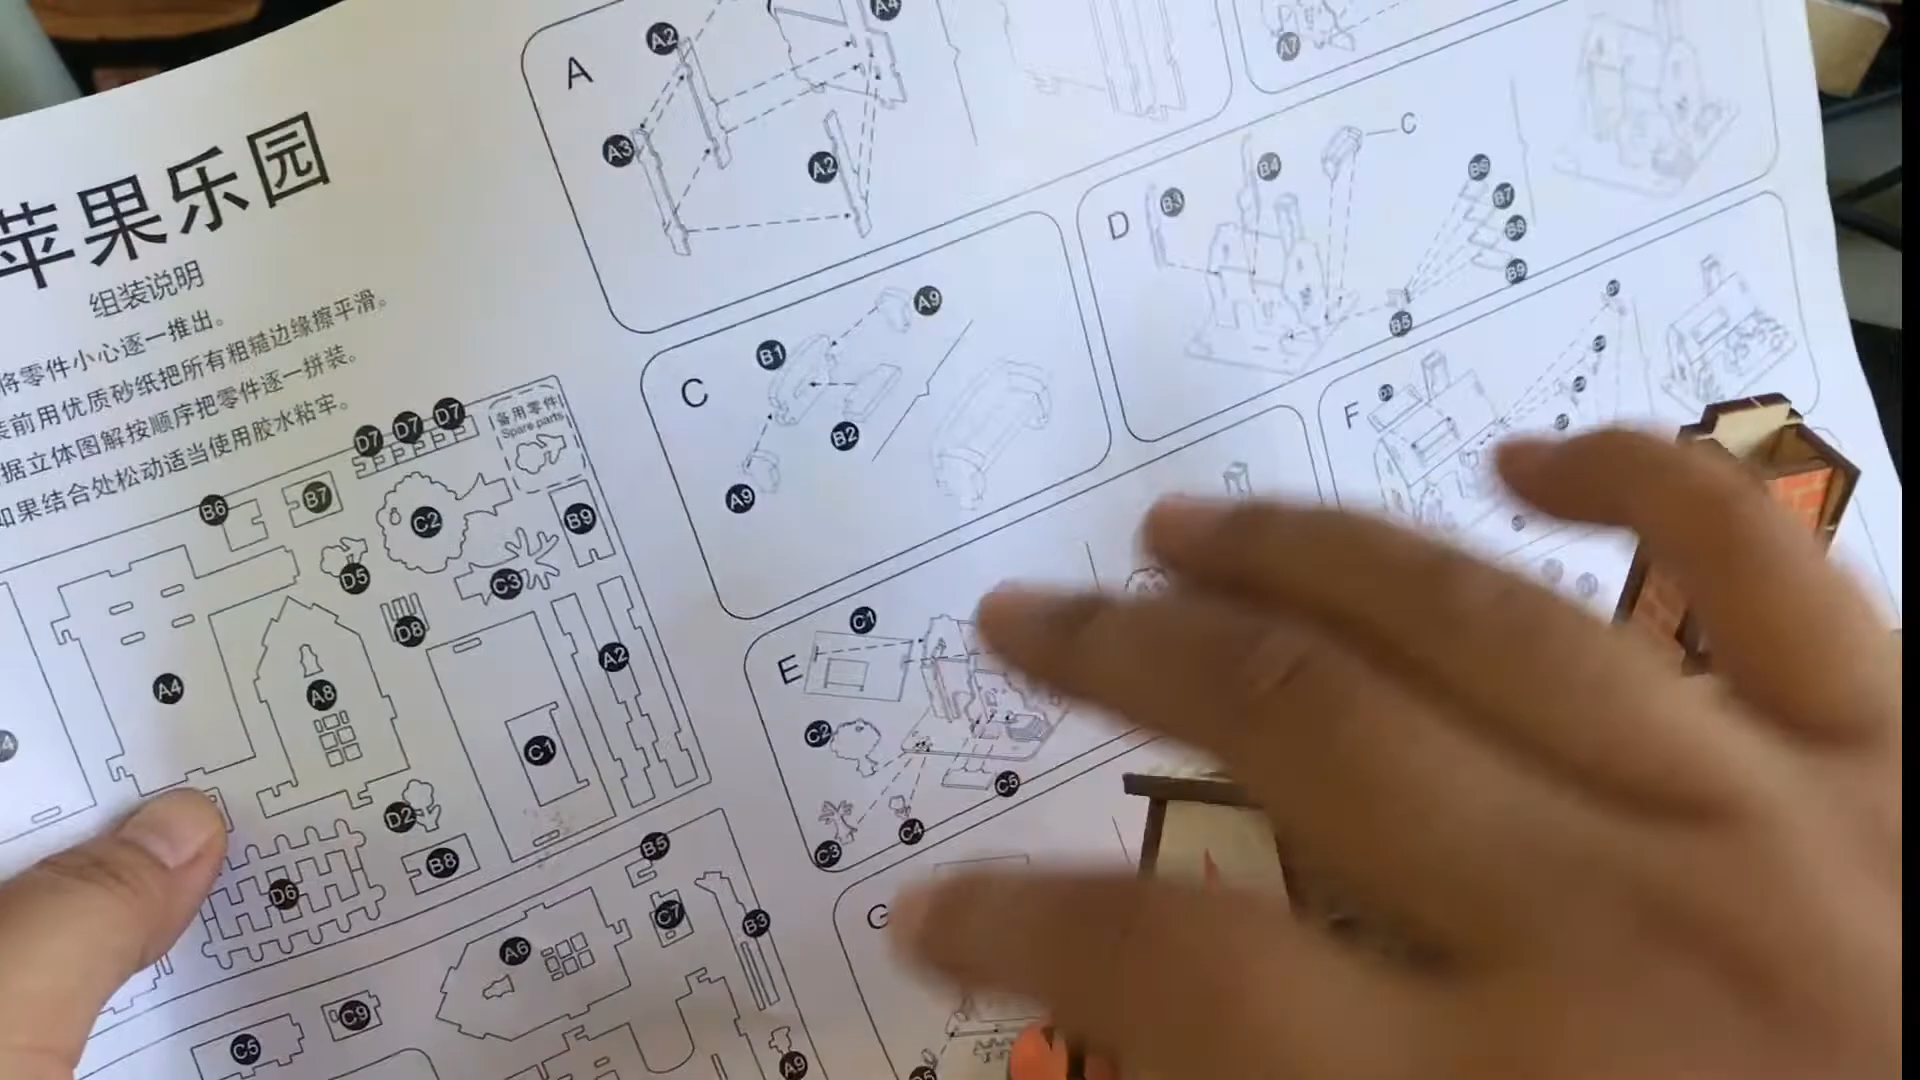 苹果乐园
组装说明
将零件小心逐一推出。
装前用优质砂纸把所有粗糙边缘擦平滑。
据立体图解按顺序把零件逐一拼装。
如果结合处松动适当使用胶水粘牢。
A
A2
A4
A3
A2
A7
C
B1
A9
B2
A9
D
B3
B4
C
B6
B7
B8
B9
B5
E
C1
C2
C3
C4
C5
F
G
D7
D7
D7
备用零件
Spare parts
B6
B7
C2
B9
D5
C3
D8
A4
A8
A2
C1
D2
B8
D6
B5
C7
B3
A6
C9
C5
A9